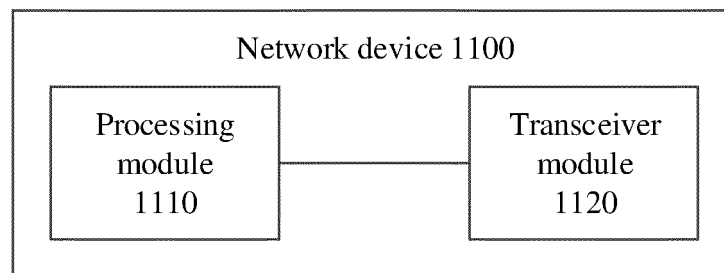 Network device 1100
Processing
module
1110
Transceiver
module
1120